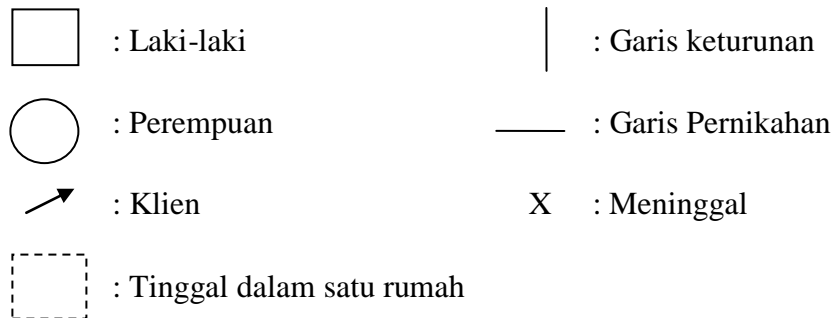 : Laki-laki : Garis keturunan
: Perempuan : Garis Pernikahan
: Klien X : Meninggal
: Tinggal dalam satu rumah